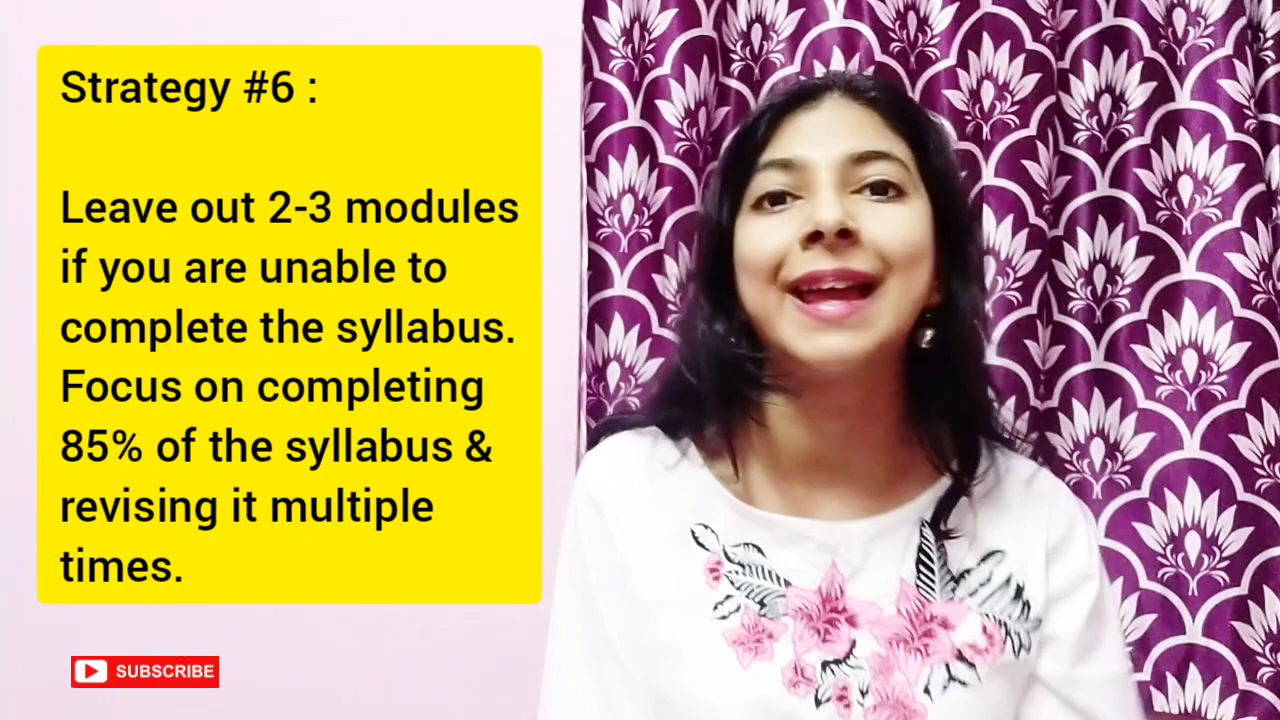 Strategy #6 :
Leave out 2-3 modules
if you are unable to
complete the syllabus.
Focus on completing
85% of the syllabus &
revising it multiple
times.
SUBSCRIBE